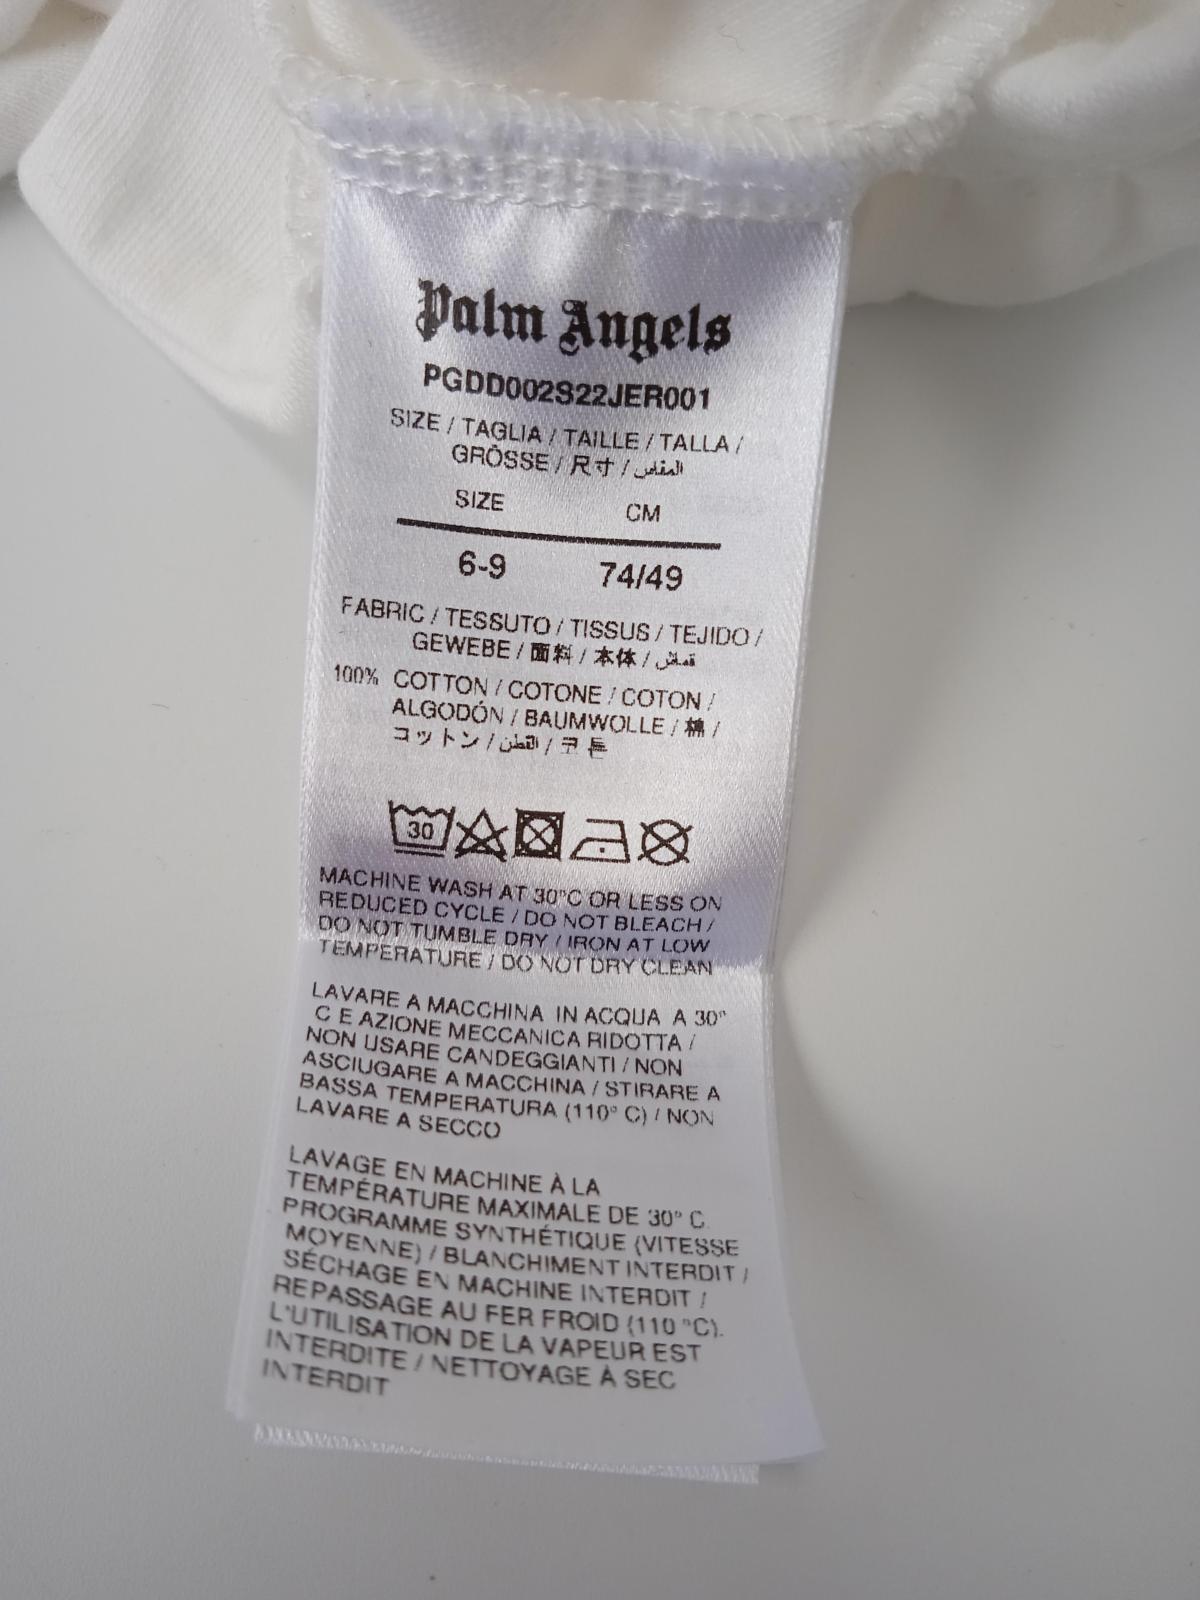 Palm Angels
PGDD002S22JER001
SIZE / TAGLIA / TAILLE / TALLA /
GRÖSSE / 尺寸 / المقاس
SIZE CM
6-9 74/49
FABRIC / TESSUTO / TISSUS / TEJIDO /
GEWEBE / 面料 / 本体 / قماش
100% COTTON / COTONE / COTON /
ALGODÓN / BAUMWOLLE / 棉 /
コットン / القطن / 코튼
30
MACHINE WASH AT 30°C OR LESS ON
REDUCED CYCLE / DO NOT BLEACH /
DO NOT TUMBLE DRY / IRON AT LOW
TEMPERATURE / DO NOT DRY CLEAN
LAVARE A MACCHINA IN ACQUA A 30°
C E AZIONE MECCANICA RIDOTTA /
NON USARE CANDEGGIANTI / NON
ASCIUGARE A MACCHINA / STIRARE A
BASSA TEMPERATURA (110° C) / NON
LAVARE A SECCO
LAVAGE EN MACHINE À LA
TEMPÉRATURE MAXIMALE DE 30° C.
PROGRAMME SYNTHÉTIQUE (VITESSE
MOYENNE) / BLANCHIMENT INTERDIT /
SÉCHAGE EN MACHINE INTERDIT /
REPASSAGE AU FER FROID (110 °C).
L'UTILISATION DE LA VAPEUR EST
INTERDITE / NETTOYAGE À SEC
INTERDIT